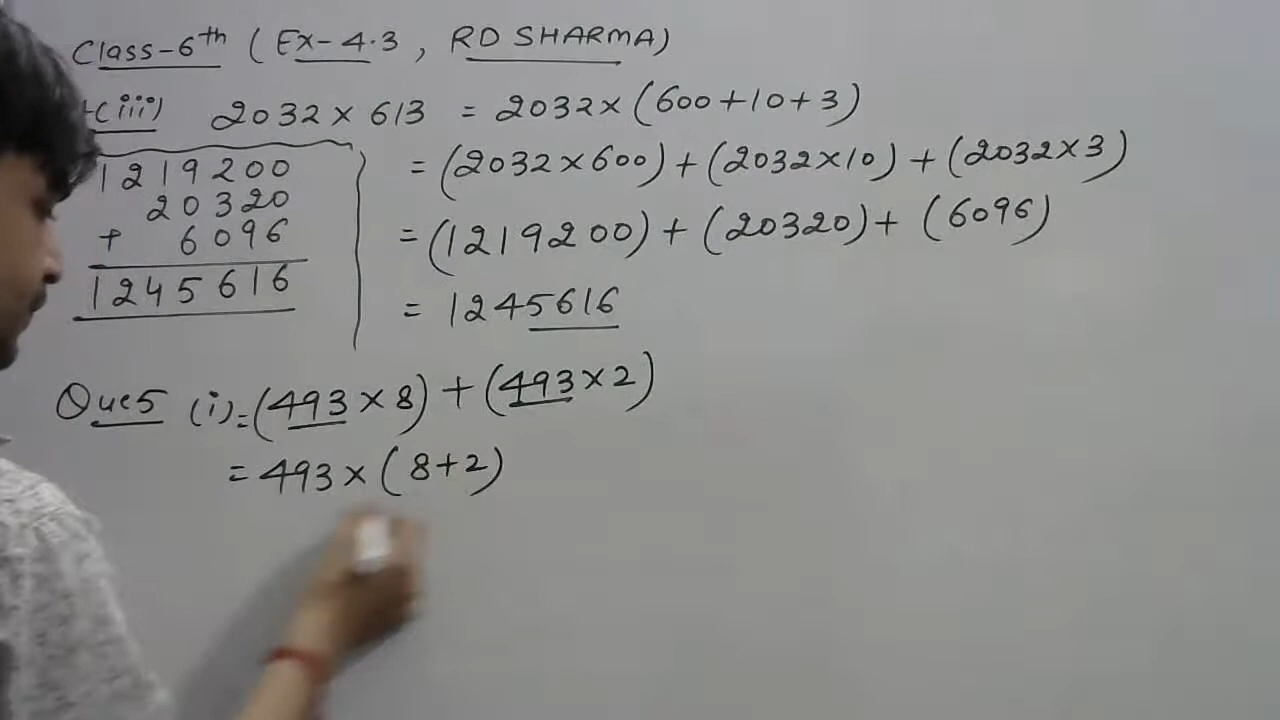 Class-6th (Ex-4.3, RD SHARMA)
(iii) 2032 × 613 = 2032 × (600+10+3)
= (2032×600) + (2032×10) + (2032×3)
= (1219200) + (20320) + (6096)
= 1245616
1219200
20320
+ 6096
1245616
Que5 (i) = (493 × 8) + (493 × 2)
= 493 × (8+2)